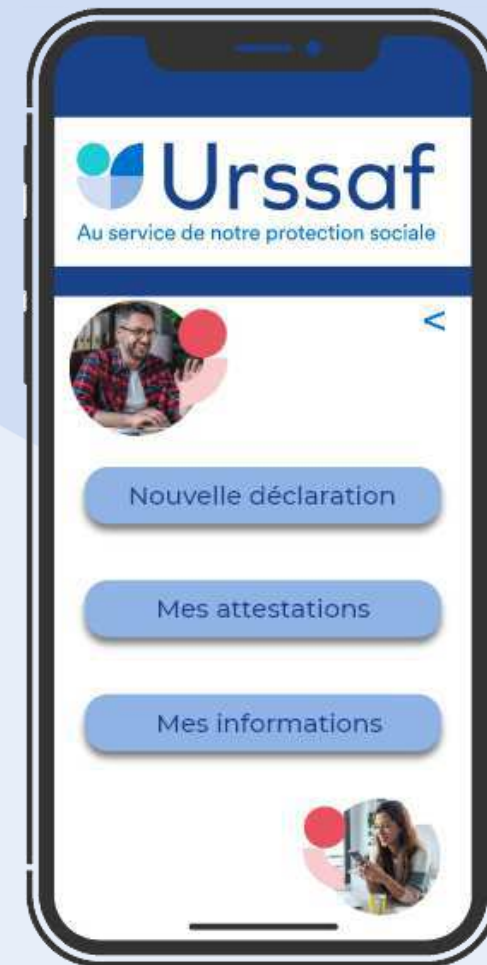 Urssaf
Au service de notre protection sociale
<
Nouvelle déclaration
Mes attestations
Mes informations